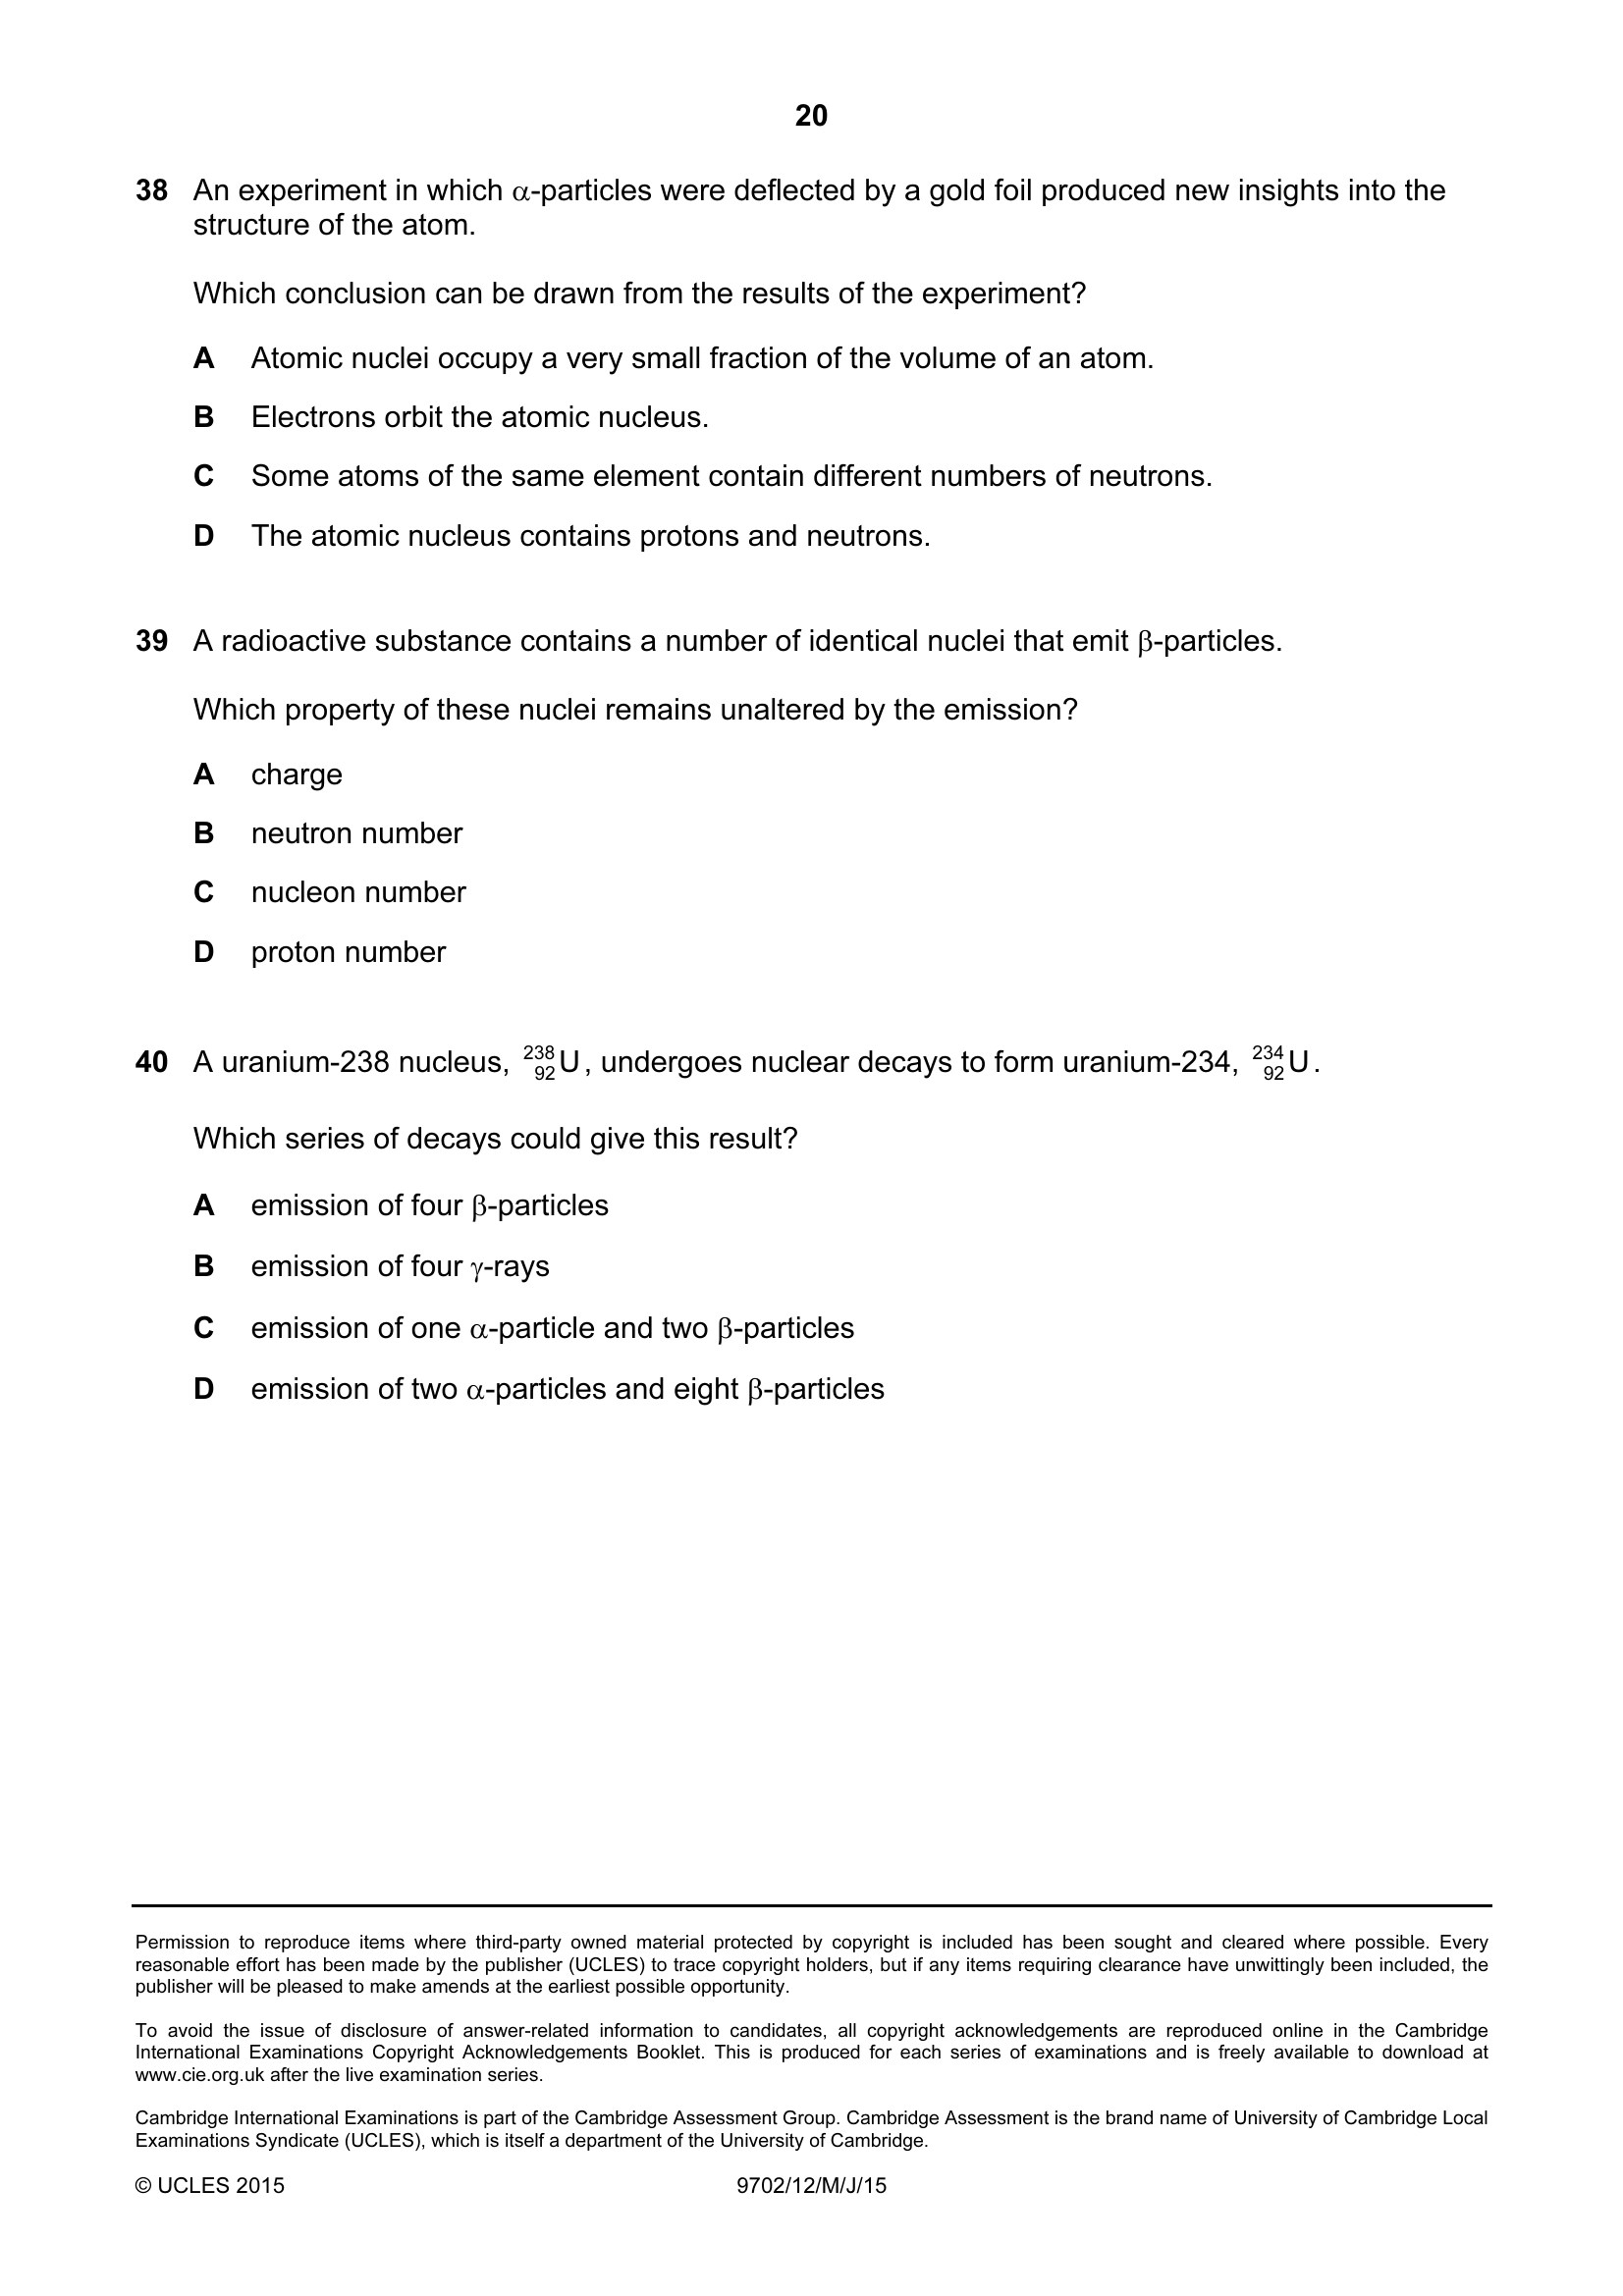 20
38 An experiment in which α-particles were deflected by a gold foil produced new insights into the
structure of the atom.
Which conclusion can be drawn from the results of the experiment?
A Atomic nuclei occupy a very small fraction of the volume of an atom.
B Electrons orbit the atomic nucleus.
C Some atoms of the same element contain different numbers of neutrons.
D The atomic nucleus contains protons and neutrons.
39 A radioactive substance contains a number of identical nuclei that emit β-particles.
Which property of these nuclei remains unaltered by the emission?
A charge
B neutron number
C nucleon number
D proton number
40 A uranium-238 nucleus, ²³⁸₉₂U, undergoes nuclear decays to form uranium-234, ²³⁴₉₂U.
Which series of decays could give this result?
A emission of four β-particles
B emission of four γ-rays
C emission of one α-particle and two β-particles
D emission of two α-particles and eight β-particles
Permission to reproduce items where third-party owned material protected by copyright is included has been sought and cleared where possible. Every
reasonable effort has been made by the publisher (UCLES) to trace copyright holders, but if any items requiring clearance have unwittingly been included, the
publisher will be pleased to make amends at the earliest possible opportunity.
To avoid the issue of disclosure of answer-related information to candidates, all copyright acknowledgements are reproduced online in the Cambridge
International Examinations Copyright Acknowledgements Booklet. This is produced for each series of examinations and is freely available to download at
www.cie.org.uk after the live examination series.
Cambridge International Examinations is part of the Cambridge Assessment Group. Cambridge Assessment is the brand name of University of Cambridge Local
Examinations Syndicate (UCLES), which is itself a department of the University of Cambridge.
© UCLES 2015 9702/12/M/J/15